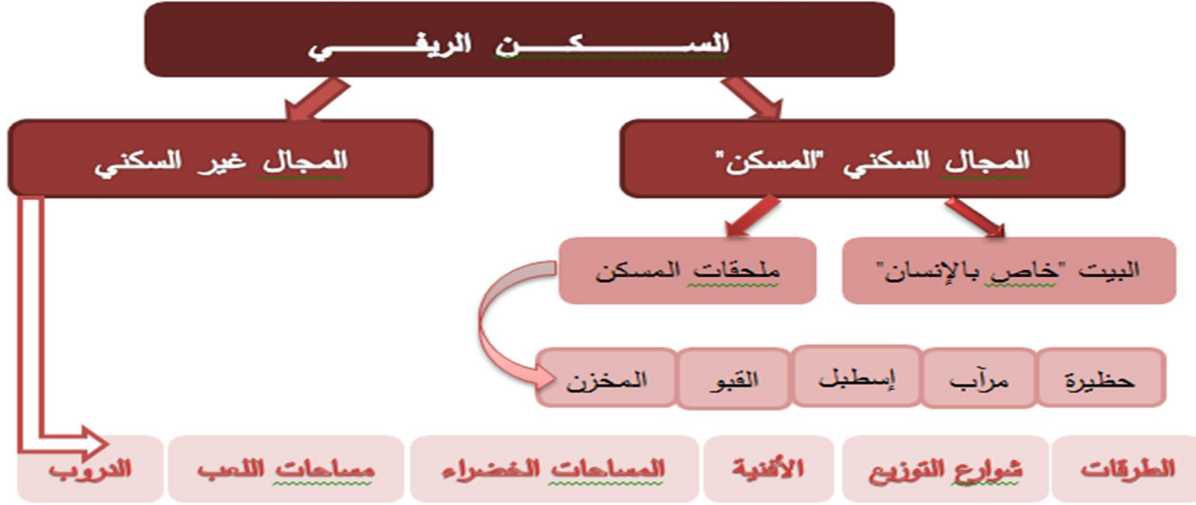 السكن الريفي
المجال السكني "المسكن"
المجال غير السكني
البيت "خاص بالإنسان"
ملحقات المسكن
حظيرة
مرآب
إسطبل
القبو
المخزن
الطرقات
شوارع التوزيع
الأفنية
المساحات الخضراء
مساحات اللعب
الدروب